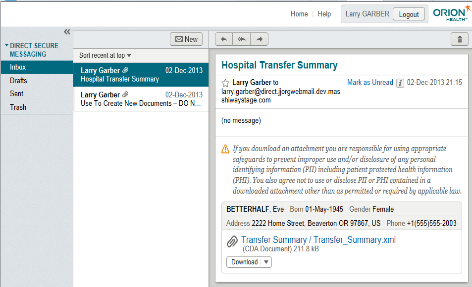 Home | Help
Larry GARBER
Logout
ORION
HEALTH
DIRECT SECURE
MESSAGING
Inbox
Drafts
Sent
Trash
New
Sort recent at top
Larry Garber
02-Dec 2013
Hospital Transfer Summary
Larry Garber
02-Dec-2013
Use To Create New Documents – DO N...
Hospital Transfer Summary
Larry Garber to
Mark as Unread
02-Dec-2013 21:15
larry.garber@direct.jjorgwebmail.dev.mas
shiwaystage.com
(no message)
If you download an attachment you are responsible for using appropriate
safeguards to prevent improper use and/or disclosure of any personal
identifying information (PII) including patient protected health information
(PHI). You also agree not to use or disclose PII or PHI contained in a
downloaded attachment other than as permitted or required by applicable law.
BETTERHALF, Eve Born 01-May-1945 Gender Female
Address 2222 Home Street, Beaverton OR 97867, US Phone +1(555)555-2003
Transfer Summary / Transfer_Summary.xml
(CDA Document) 211.8 kB
Download